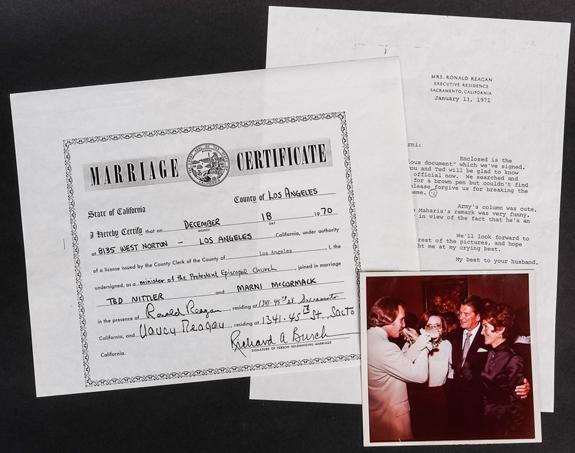 MARRIAGE CERTIFICATE
State of California
County of LOS ANGELES
I Hereby Certify that on DECEMBER 18 1970
MONTH DAY
at 8135 WEST NORTON - LOS ANGELES California, under authority
of a license issued by the County Clerk of the County of Los Angeles, I, the
undersigned, as a minister of the Protestant Episcopal Church, joined in marriage
TED NITTLER and MARNI McCORMACK
in the presence of Ronald Reagan residing at 1341-45th St Sacramento
California, and Nancy Reagan, residing at 1341-45th St., Sacto
California.
Richard A Burch
SIGNATURE OF PERSON SOLEMNIZING MARRIAGE
MRS. RONALD REAGAN
EXECUTIVE RESIDENCE
SACRAMENTO, CALIFORNIA
January 13, 1971
Enclosed is the
document" which we've signed.
you and Ted will be glad to know
official now. We searched and
for a brown pen but couldn't find
please forgive us for breaking the
Army's column was cute.
Maharis's remark was very funny,
in view of the fact that he's an
We'll look forward to
rest of the pictures, and hope
t me at my crying best.
My best to your husband.